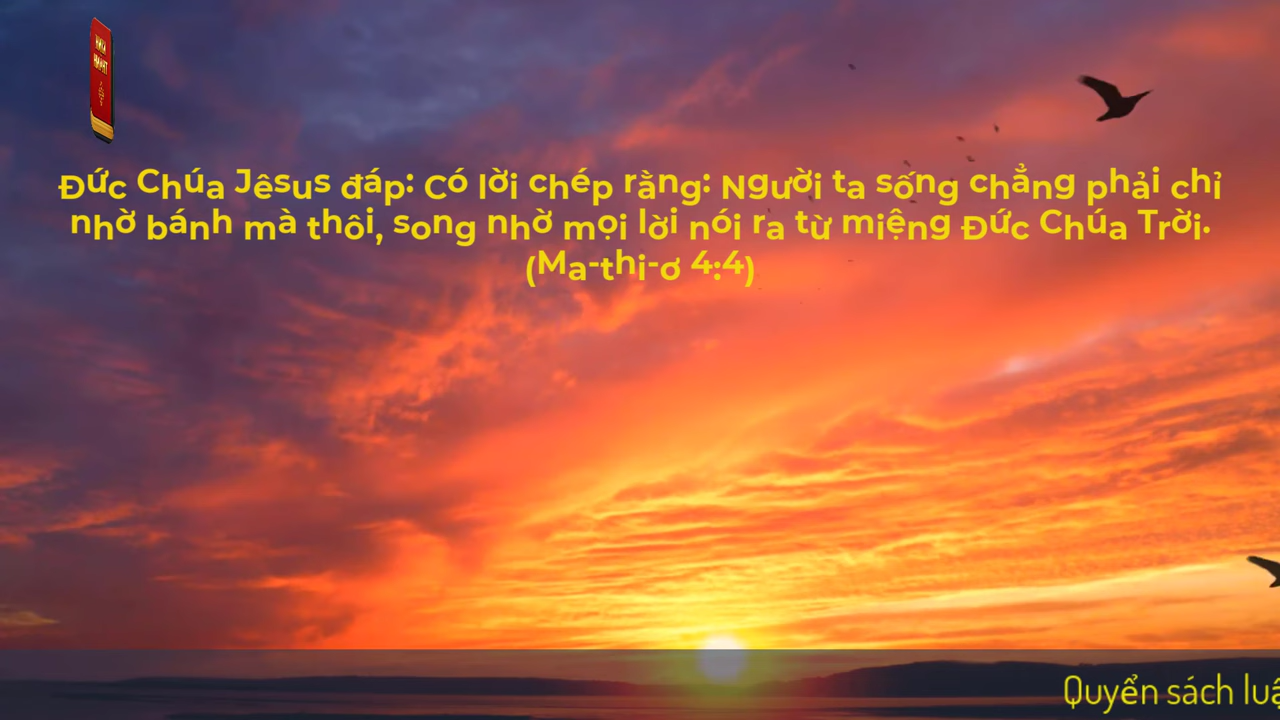 Đức Chúa Jêsus đáp: Có lời chép rằng: Người ta sống chẳng phải chỉ
nhờ bánh mà thôi, song nhờ mọi lời nói ra từ miệng Đức Chúa Trời.
(Ma-thi-ơ 4:4)
Quyển sách